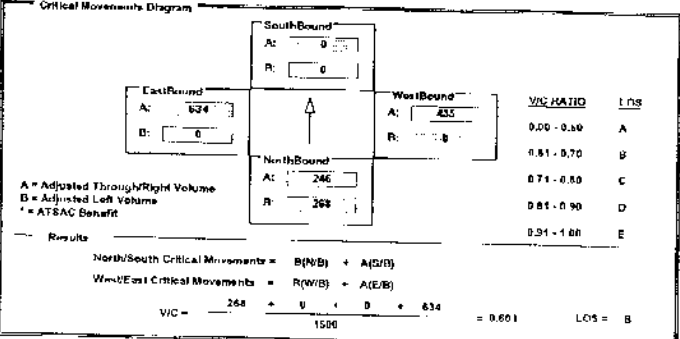 Critical Movements Diagram
SouthBound
A: 0
B: 0
EastBound
A: 634
B: 0
WestBound
A: 435
B: 0
NorthBound
A: 246
B: 268
V/C RATIO LOS
0.00 - 0.60 A
0.61 - 0.70 B
0.71 - 0.80 C
0.81 - 0.90 D
0.91 - 1.00 E
A = Adjusted Through/Right Volume
B = Adjusted Left Volume
* = ATSAC Benefit
Results
North/South Critical Movements = B(N/B) + A(S/B)
West/East Critical Movements = B(W/B) + A(E/B)
V/C = 268 + 0 + 0 + 634
1500
= 0.601 LOS = B